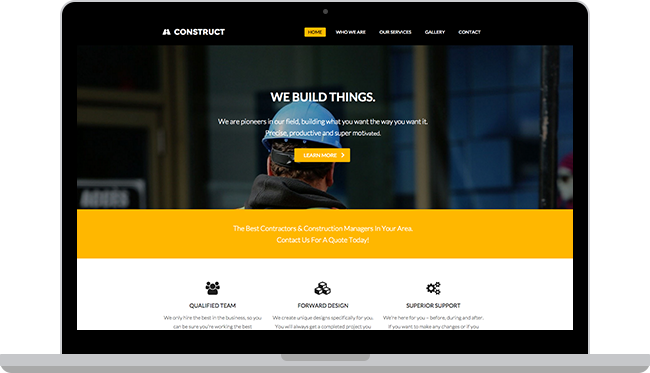 CONSTRUCT
HOME WHO WE ARE OUR SERVICES GALLERY CONTACT
WE BUILD THINGS.
We are pioneers in our field, building what you want the way you want it.
Precise, productive and super motivated.
LEARN MORE
The Best Contractors & Construction Managers In Your Area.
Contact Us For A Quote Today!
QUALIFIED TEAM
We only hire the best in the business, so you
can be sure you're working the best
FORWARD DESIGN
We create unique designs specifically for you.
You will always get a completed project you
SUPERIOR SUPPORT
We're here for you – before, during and after.
If you want to make any changes or if you